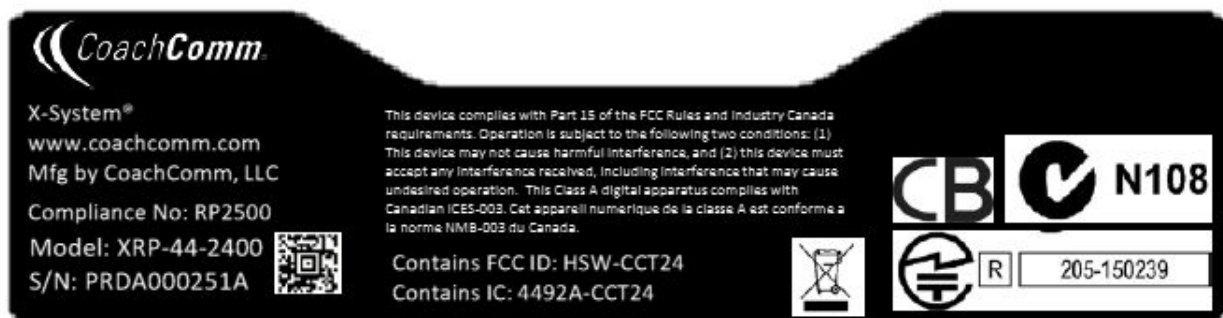 CoachComm
X-System®
www.coachcomm.com
Mfg by CoachComm, LLC
Compliance No: RP2500
Model: XRP-44-2400
S/N: PRDA000251A
This device complies with Part 15 of the FCC Rules and Industry Canada
requirements. Operation is subject to the following two conditions: (1)
This device may not cause harmful interference, and (2) this device must
accept any interference received, including interference that may cause
undesired operation. This Class A digital apparatus complies with
Canadian ICES-003. Cet appareil numerique de la classe A est conforme a
la norme NMB-003 du Canada.
Contains FCC ID: HSW-CCT24
Contains IC: 4492A-CCT24
CB
N108
R 205-150239